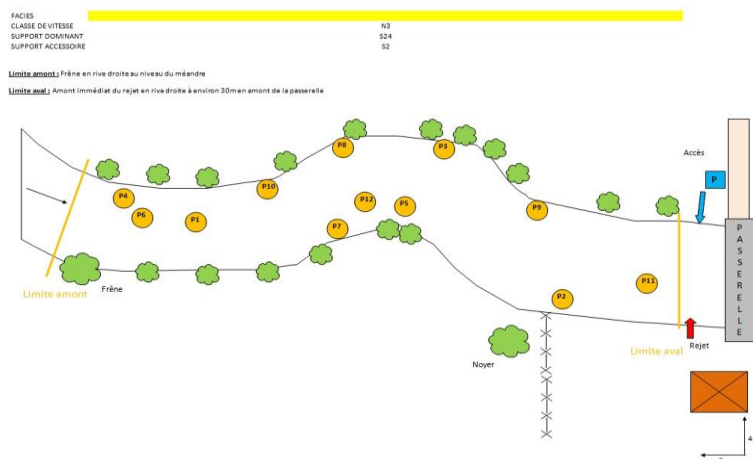 FACIES
CLASSE DE VITESSE N3
SUPPORT DOMINANT S24
SUPPORT ACCESSOIRE S2
Limite amont : Frêne en rive droite au niveau du méandre
Limite aval : Amont immédiat du rejet en rive droite à environ 30m en amont de la passerelle
P8
P3
Accès
P
P10
P4
P12
P5
P6
P1
P9
P7
PASSERELLE
Frêne
P11
Limite amont
P2
Rejet
Limite aval
Noyer
4